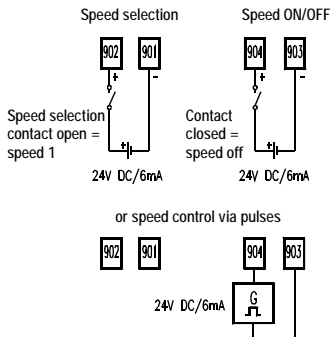 Speed selection
Speed ON/OFF
902
901
904
903
+
-
+
-
Speed selection
contact open =
speed 1
Contact
closed =
speed off
+
+
24V DC/6mA
24V DC/6mA
or speed control via pulses
902
901
904
903
24V DC/6mA
G